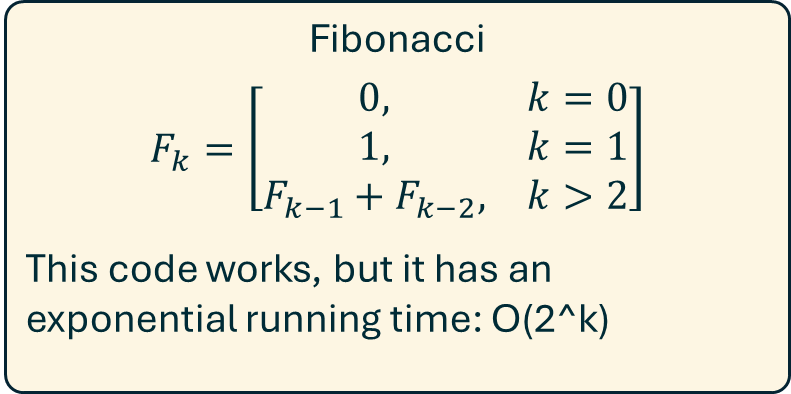 Fibonacci
0, k = 0
1, k = 1
F_k = [ F_{k−1} + F_{k−2}, k > 2 ]
This code works, but it has an
exponential running time: O(2^k)